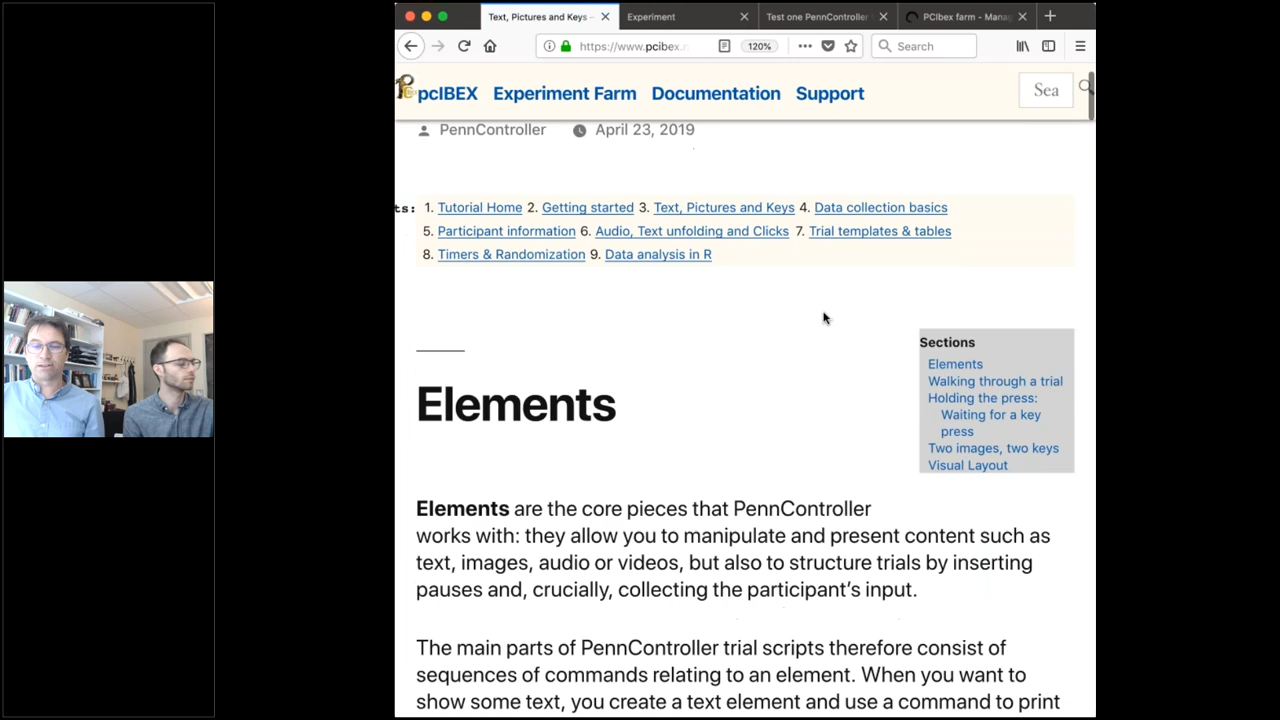 Text, Pictures and Keys –
Experiment
Test one PennController
PCIbex farm - Manag
https://www.pcibex.
120%
Search
pcIBEX Experiment Farm Documentation Support
Sea
PennController April 23, 2019
ts: 1. Tutorial Home 2. Getting started 3. Text, Pictures and Keys 4. Data collection basics
5. Participant information 6. Audio, Text unfolding and Clicks 7. Trial templates & tables
8. Timers & Randomization 9. Data analysis in R
Sections
Elements
Walking through a trial
Holding the press:
Waiting for a key
press
Two images, two keys
Visual Layout
Elements
Elements are the core pieces that PennController
works with: they allow you to manipulate and present content such as
text, images, audio or videos, but also to structure trials by inserting
pauses and, crucially, collecting the participant's input.
The main parts of PennController trial scripts therefore consist of
sequences of commands relating to an element. When you want to
show some text, you create a text element and use a command to print